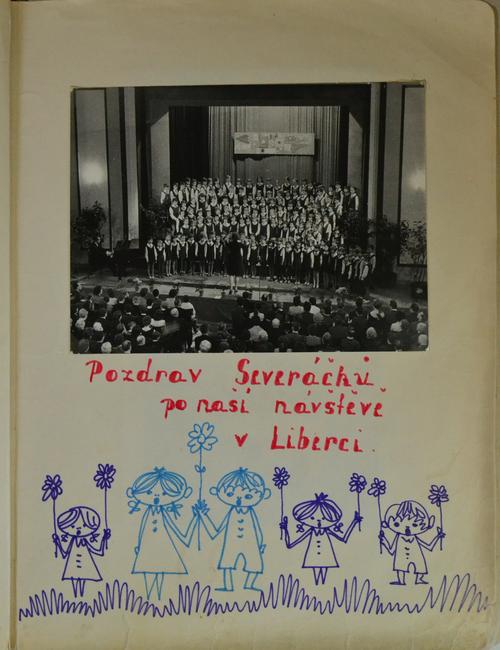 Pozdrav Severáčků
po naší návštěvě
v Liberci.